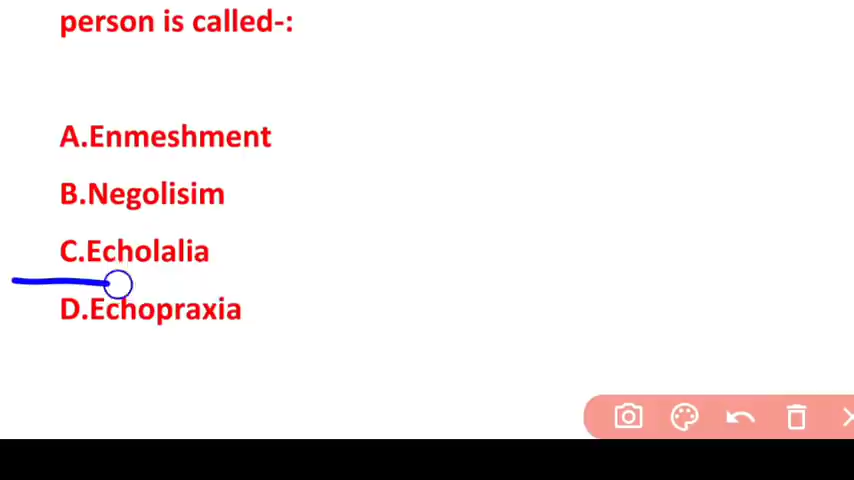 person is called-:
A.Enmeshment
B.Negolisim
C.Echolalia
D.Echopraxia